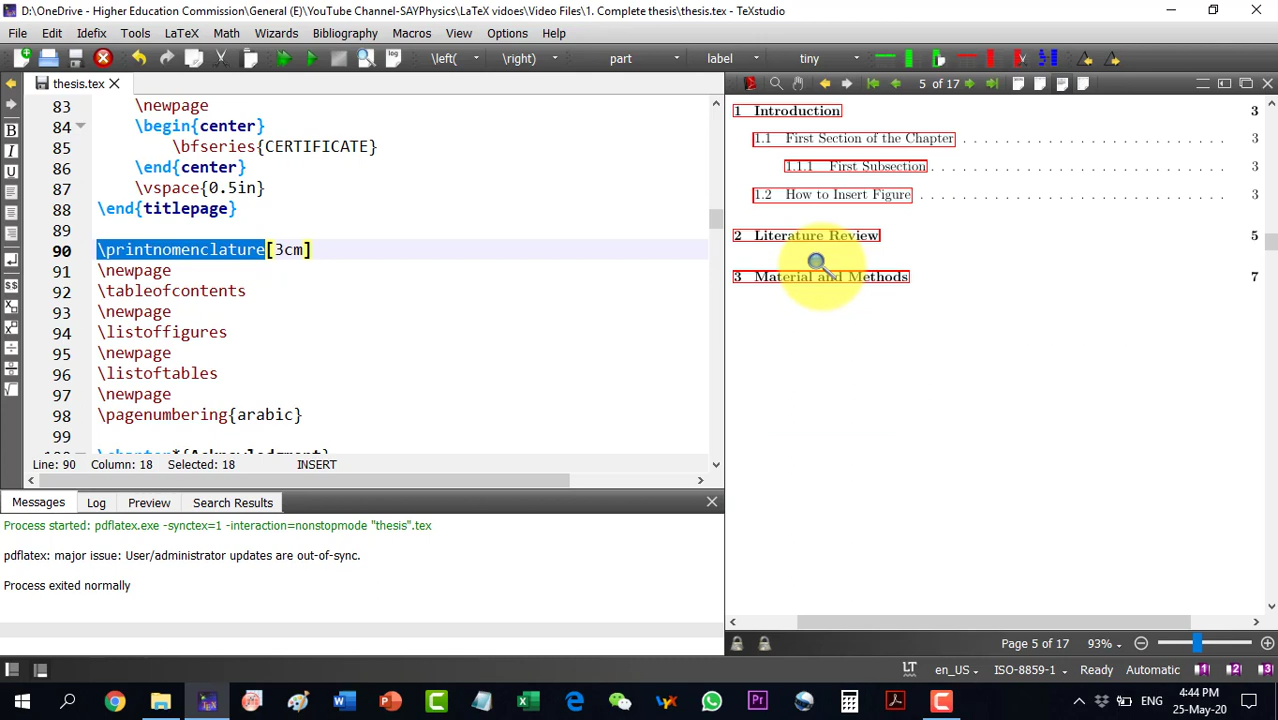 D:\OneDrive - Higher Education Commission\General (E)\YouTube Channel-SAYPhysics\LaTeX vidoes\Video Files\1. Complete thesis\thesis.tex - TeXstudio
File Edit Idefix Tools LaTeX Math Wizards Bibliography Macros View Options Help
\left( \right) part label tiny
thesis.tex
5 of 17
83 \newpage
84 \begin{center}
85 \bfseries{CERTIFICATE}
86 \end{center}
87 \vspace{0.5in}
88 \end{titlepage}
89
90 \printnomenclature[3cm]
91 \newpage
92 \tableofcontents
93 \newpage
94 \listoffigures
95 \newpage
96 \listoftables
97 \newpage
98 \pagenumbering{arabic}
99
\chapter*{Acknowledgment}
Line: 90 Column: 18 Selected: 18 INSERT
1 Introduction 3
1.1 First Section of the Chapter 3
1.1.1 First Subsection 3
1.2 How to Insert Figure 3
2 Literature Review 5
3 Material and Methods 7
Messages Log Preview Search Results
Process started: pdflatex.exe -synctex=1 -interaction=nonstopmode "thesis".tex
pdflatex: major issue: User/administrator updates are out-of-sync.
Process exited normally
Page 5 of 17 93%
LT en_US ISO-8859-1 Ready Automatic 1 2 3
ENG
4:44 PM
25-May-20